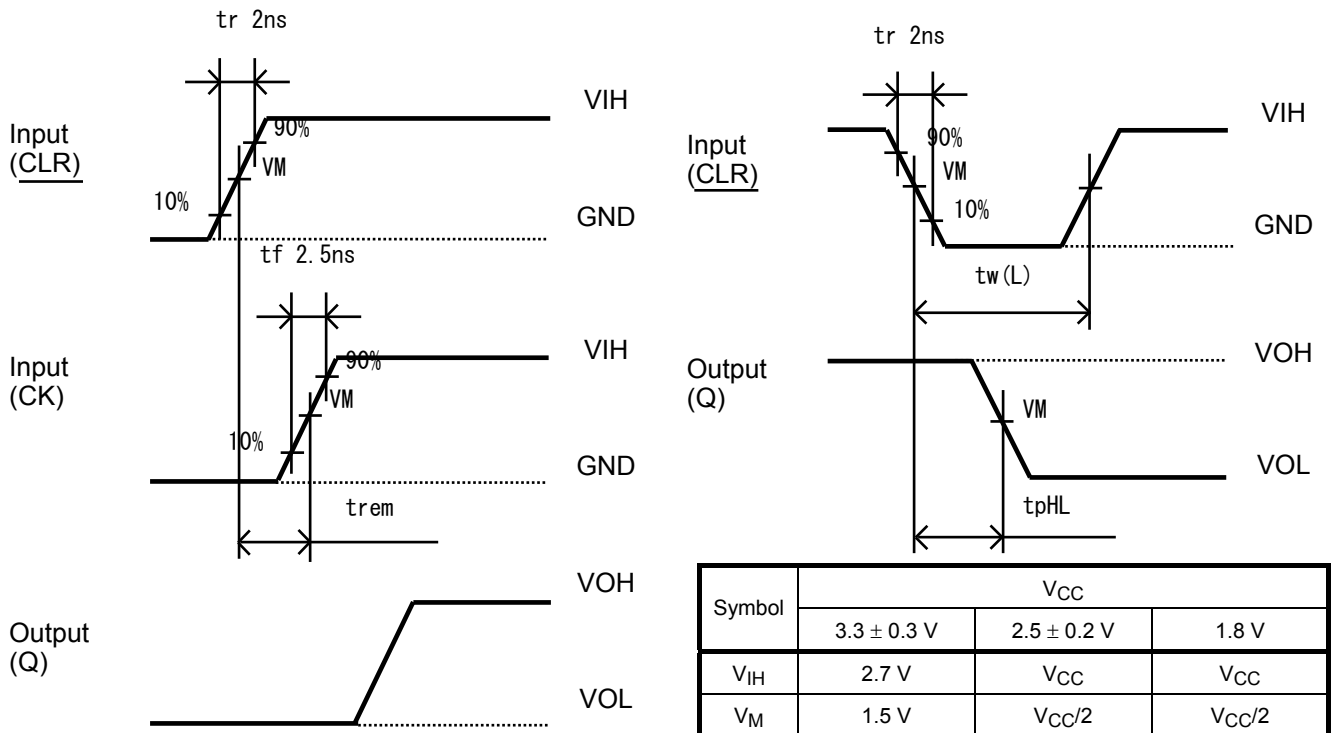 tr 2ns
Input
(CLR)
VIH
90%
VM
10%
GND
tf 2.5ns
Input
(CK)
VIH
90%
VM
10%
GND
trem
Output
(Q)
VOH
VOL
tr 2ns
Input
(CLR)
VIH
90%
VM
10%
GND
tw(L)
Output
(Q)
VOH
VM
VOL
tpHL
Symbol VCC
3.3 ± 0.3 V 2.5 ± 0.2 V 1.8 V
VIH 2.7 V VCC VCC
VM 1.5 V VCC/2 VCC/2